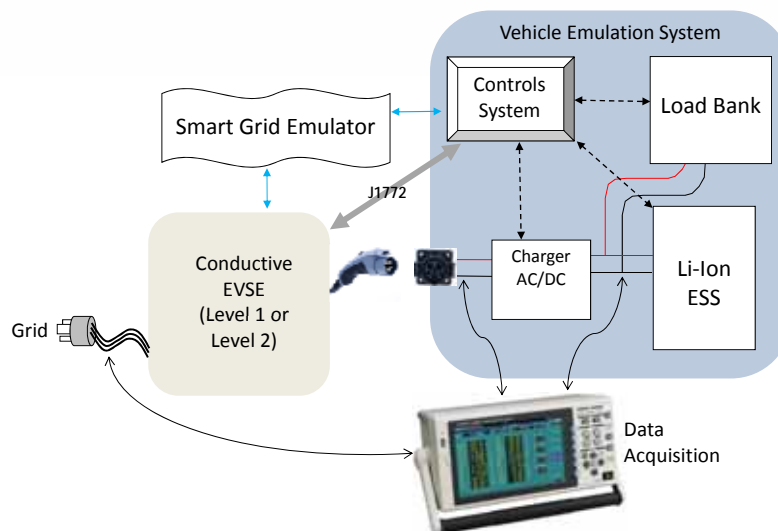 Vehicle Emulation System
Controls
System
Load Bank
Smart Grid Emulator
J1772
Conductive
EVSE
(Level 1 or
Level 2)
Charger
AC/DC
Li-Ion
ESS
Grid
Data
Acquisition